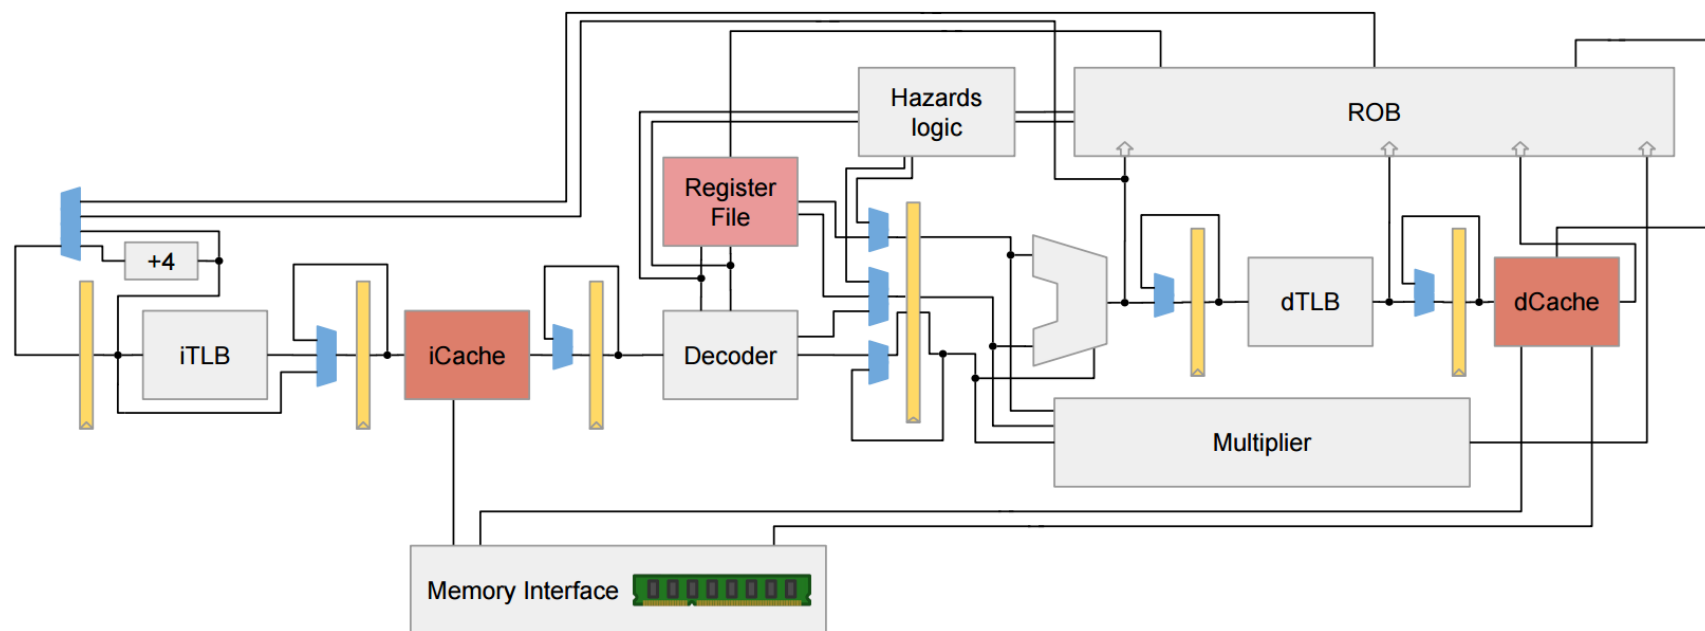 Hazards
logic
ROB
Register
File
+4
iTLB
iCache
Decoder
dTLB
dCache
Multiplier
Memory Interface